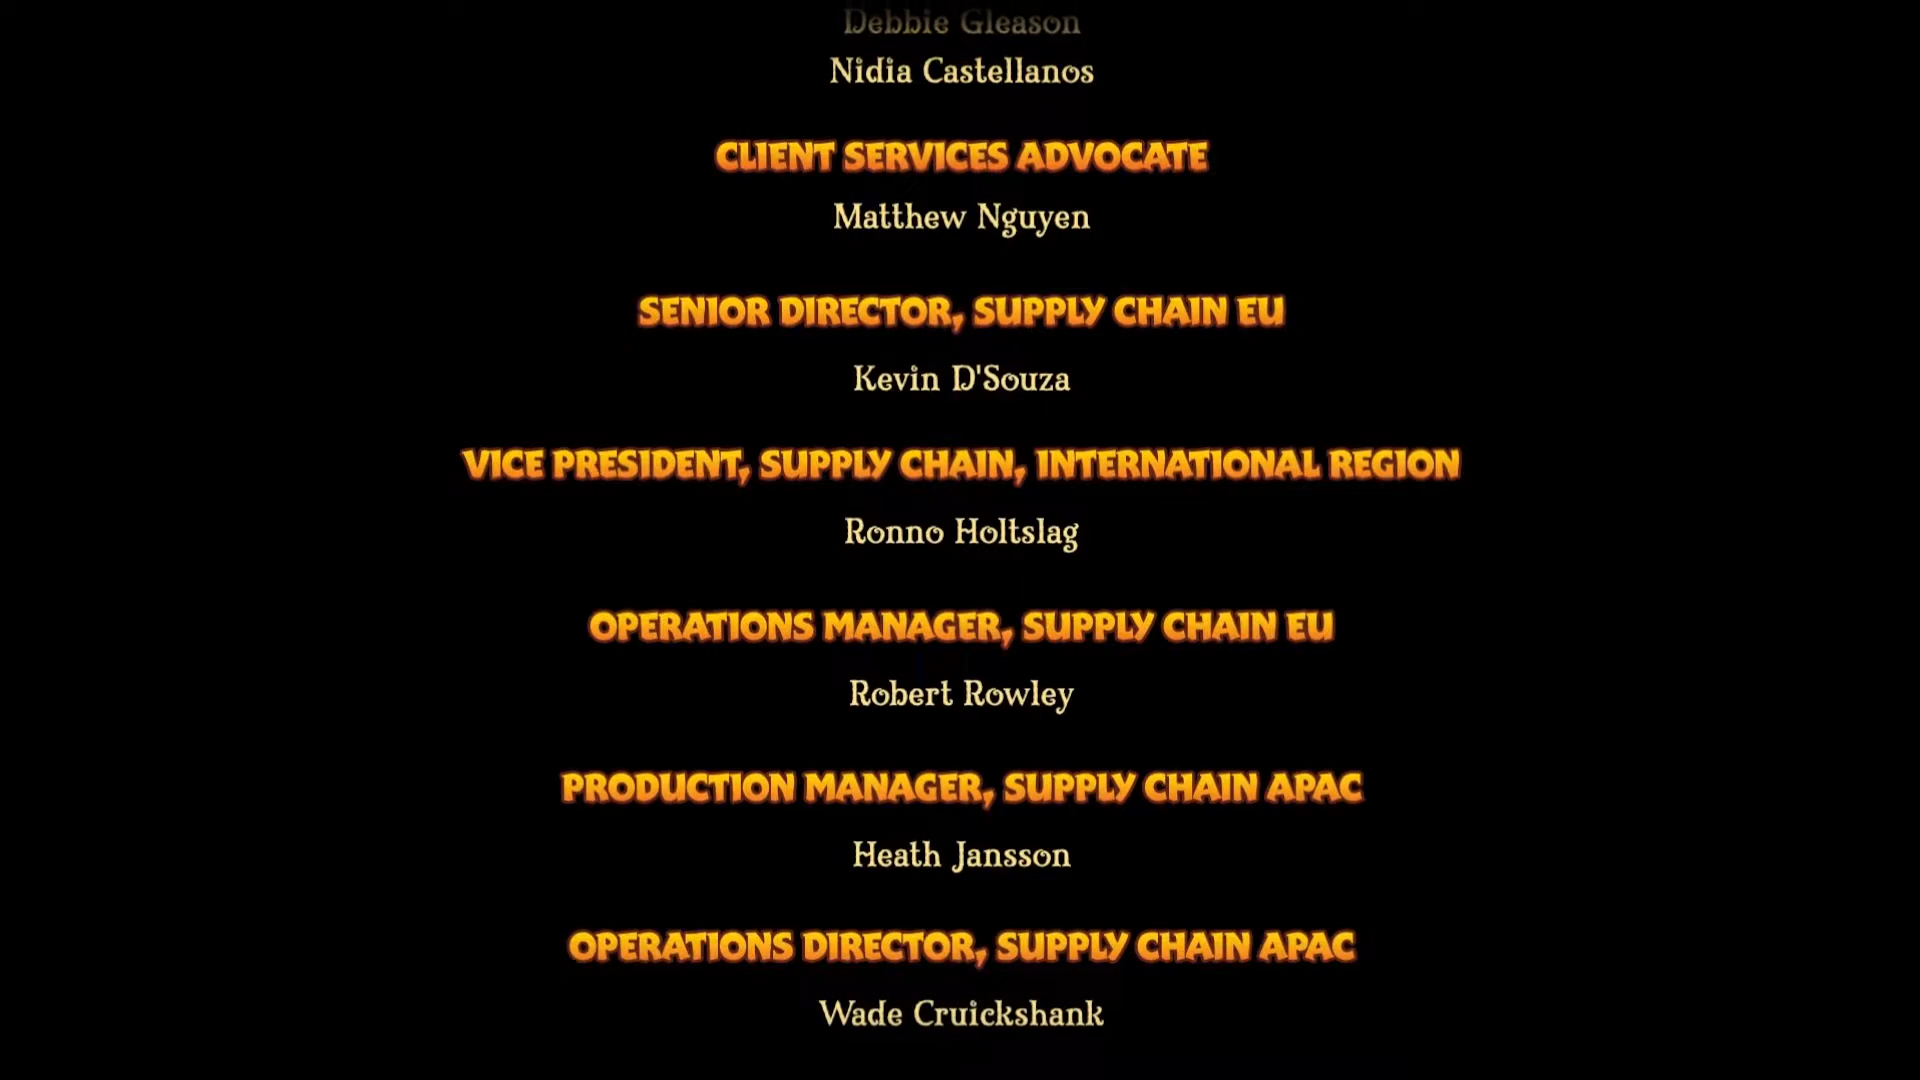 Debbie Gleason
Nidia Castellanos
CLIENT SERVICES ADVOCATE
Matthew Nguyen
SENIOR DIRECTOR, SUPPLY CHAIN EU
Kevin D'Souza
VICE PRESIDENT, SUPPLY CHAIN, INTERNATIONAL REGION
Ronno Holtslag
OPERATIONS MANAGER, SUPPLY CHAIN EU
Robert Rowley
PRODUCTION MANAGER, SUPPLY CHAIN APAC
Heath Jansson
OPERATIONS DIRECTOR, SUPPLY CHAIN APAC
Wade Cruickshank